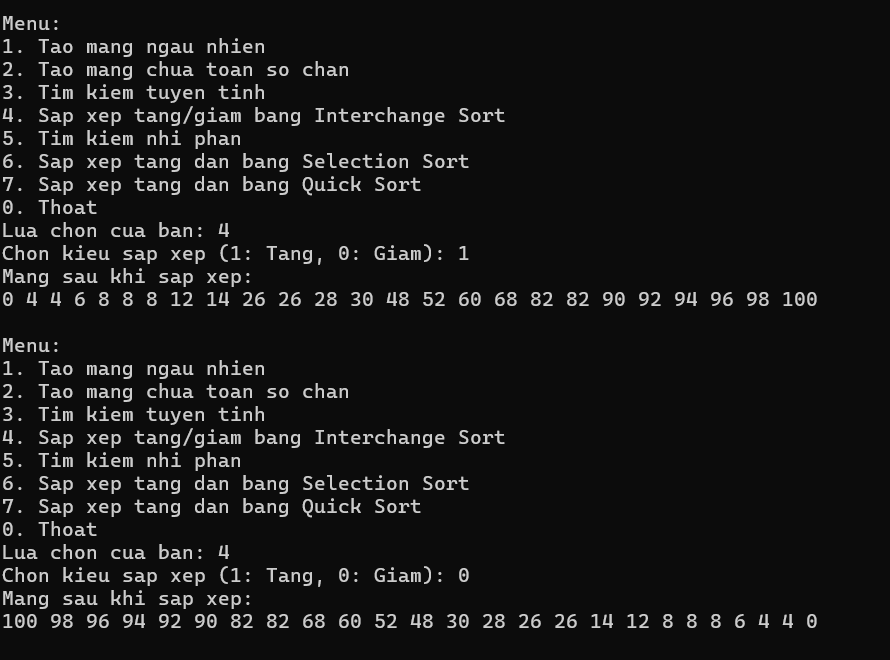 Menu:
1. Tao mang ngau nhien
2. Tao mang chua toan so chan
3. Tim kiem tuyen tinh
4. Sap xep tang/giam bang Interchange Sort
5. Tim kiem nhi phan
6. Sap xep tang dan bang Selection Sort
7. Sap xep tang dan bang Quick Sort
0. Thoat
Lua chon cua ban: 4
Chon kieu sap xep (1: Tang, 0: Giam): 1
Mang sau khi sap xep:
0 4 4 6 8 8 8 12 14 26 26 28 30 48 52 60 68 82 82 90 92 94 96 98 100
Menu:
1. Tao mang ngau nhien
2. Tao mang chua toan so chan
3. Tim kiem tuyen tinh
4. Sap xep tang/giam bang Interchange Sort
5. Tim kiem nhi phan
6. Sap xep tang dan bang Selection Sort
7. Sap xep tang dan bang Quick Sort
0. Thoat
Lua chon cua ban: 4
Chon kieu sap xep (1: Tang, 0: Giam): 0
Mang sau khi sap xep:
100 98 96 94 92 90 82 82 68 60 52 48 30 28 26 26 14 12 8 8 8 6 4 4 0